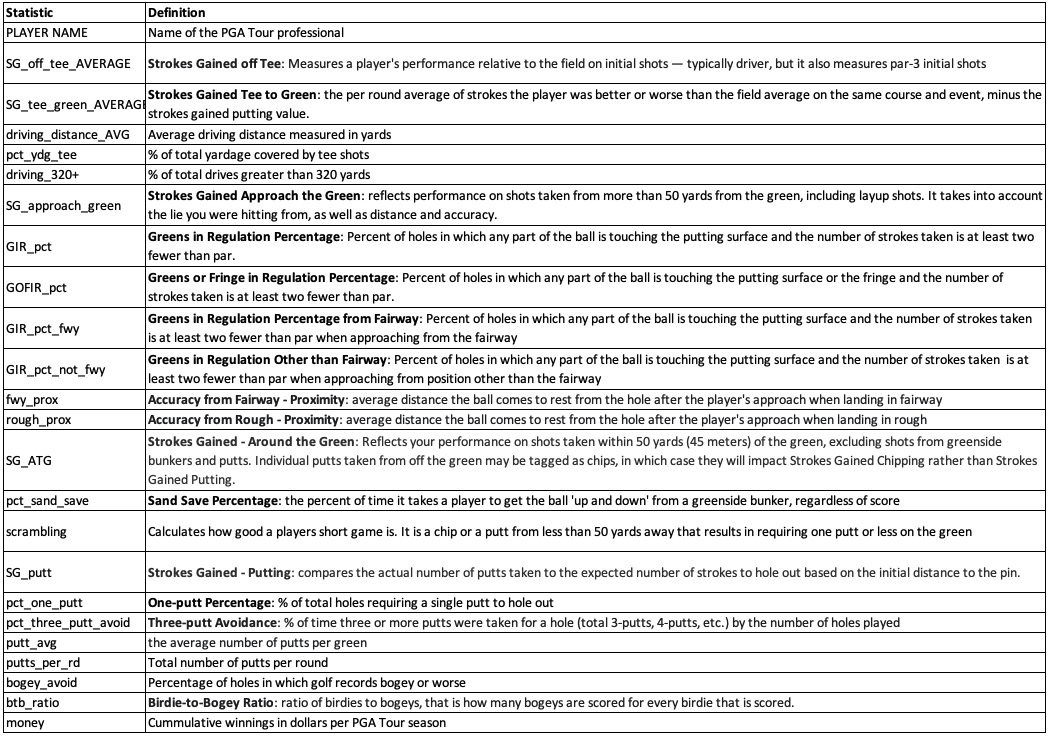 Statistic Definition
PLAYER NAME Name of the PGA Tour professional
SG_off_tee_AVERAGE Strokes Gained off Tee: Measures a player's performance relative to the field on initial shots — typically driver, but it also measures par-3 initial shots
SG_tee_green_AVERAGE Strokes Gained Tee to Green: the per round average of strokes the player was better or worse than the field average on the same course and event, minus the
strokes gained putting value.
driving_distance_AVG Average driving distance measured in yards
pct_ydg_tee % of total yardage covered by tee shots
driving_320+ % of total drives greater than 320 yards
SG_approach_green Strokes Gained Approach the Green: reflects performance on shots taken from more than 50 yards from the green, including layup shots. It takes into account
the lie you were hitting from, as well as distance and accuracy.
GIR_pct Greens in Regulation Percentage: Percent of holes in which any part of the ball is touching the putting surface and the number of strokes taken is at least two
fewer than par.
GOFIR_pct Greens or Fringe in Regulation Percentage: Percent of holes in which any part of the ball is touching the putting surface or the fringe and the number of
strokes taken is at least two fewer than par.
GIR_pct_fwy Greens in Regulation Percentage from Fairway: Percent of holes in which any part of the ball is touching the putting surface and the number of strokes taken
is at least two fewer than par when approaching from the fairway
GIR_pct_not_fwy Greens in Regulation Other than Fairway: Percent of holes in which any part of the ball is touching the putting surface and the number of strokes taken is at
least two fewer than par when approaching from position other than the fairway
fwy_prox Accuracy from Fairway - Proximity: average distance the ball comes to rest from the hole after the player's approach when landing in fairway
rough_prox Accuracy from Rough - Proximity: average distance the ball comes to rest from the hole after the player's approach when landing in rough
SG_ATG Strokes Gained - Around the Green: Reflects your performance on shots taken within 50 yards (45 meters) of the green, excluding shots from greenside
bunkers and putts. Individual putts taken from off the green may be tagged as chips, in which case they will impact Strokes Gained Chipping rather than Strokes
Gained Putting.
pct_sand_save Sand Save Percentage: the percent of time it takes a player to get the ball 'up and down' from a greenside bunker, regardless of score
scrambling Calculates how good a players short game is. It is a chip or a putt from less than 50 yards away that results in requiring one putt or less on the green
SG_putt Strokes Gained - Putting: compares the actual number of putts taken to the expected number of strokes to hole out based on the initial distance to the pin.
pct_one_putt One-putt Percentage: % of total holes requiring a single putt to hole out
pct_three_putt_avoid Three-putt Avoidance: % of time three or more putts were taken for a hole (total 3-putts, 4-putts, etc.) by the number of holes played
putt_avg the average number of putts per green
putts_per_rd Total number of putts per round
bogey_avoid Percentage of holes in which golf records bogey or worse
btb_ratio Birdie-to-Bogey Ratio: ratio of birdies to bogeys, that is how many bogeys are scored for every birdie that is scored.
money Cummulative winnings in dollars per PGA Tour season